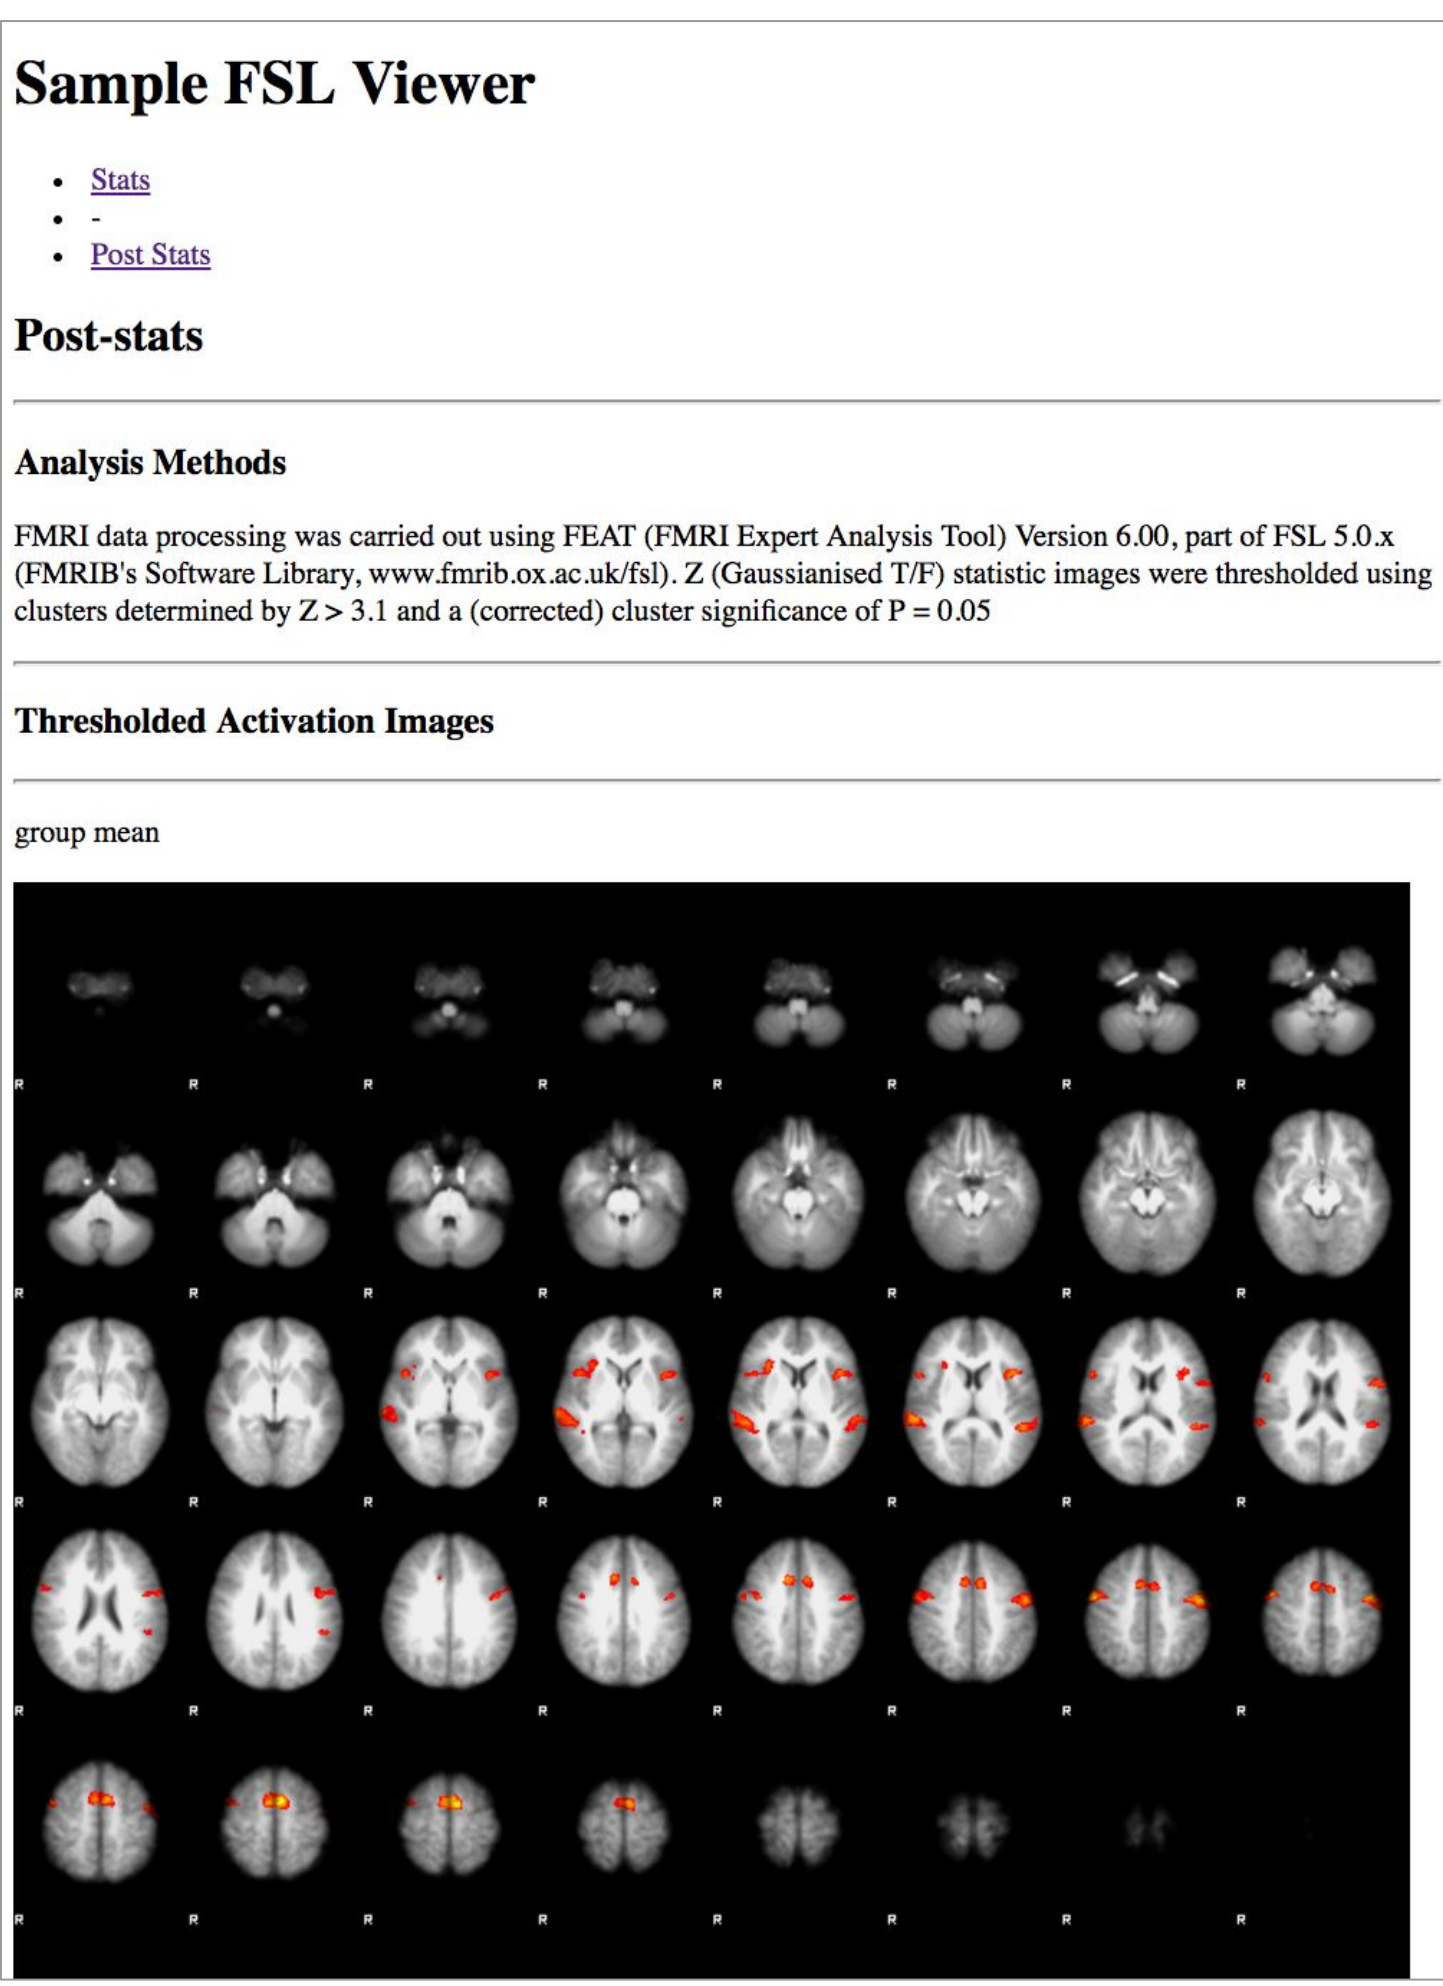 Sample FSL Viewer
Stats
-
Post Stats
Post-stats
Analysis Methods
FMRI data processing was carried out using FEAT (FMRI Expert Analysis Tool) Version 6.00, part of FSL 5.0.x
(FMRIB's Software Library, www.fmrib.ox.ac.uk/fsl). Z (Gaussianised T/F) statistic images were thresholded using
clusters determined by Z > 3.1 and a (corrected) cluster significance of P = 0.05
Thresholded Activation Images
group mean
R R R R R R R R
R R R R R R R R
R R R R R R R R
R R R R R R R R
R R R R R R R R